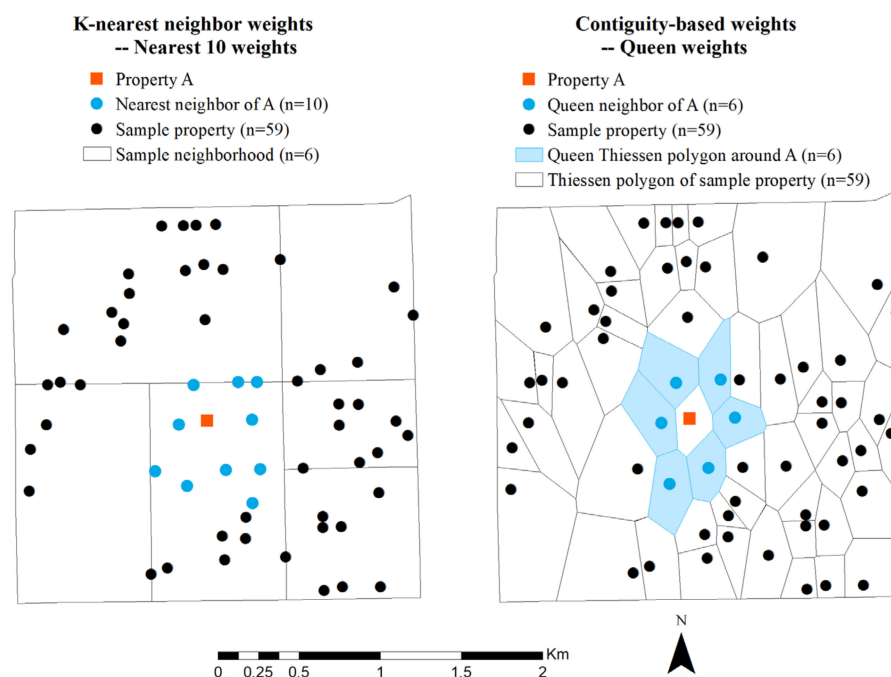 K-nearest neighbor weights
-- Nearest 10 weights
Property A
Nearest neighbor of A (n=10)
Sample property (n=59)
Sample neighborhood (n=6)
Contiguity-based weights
-- Queen weights
Property A
Queen neighbor of A (n=6)
Sample property (n=59)
Queen Thiessen polygon around A (n=6)
Thiessen polygon of sample property (n=59)
N
Km
0 0.25 0.5 1 1.5 2